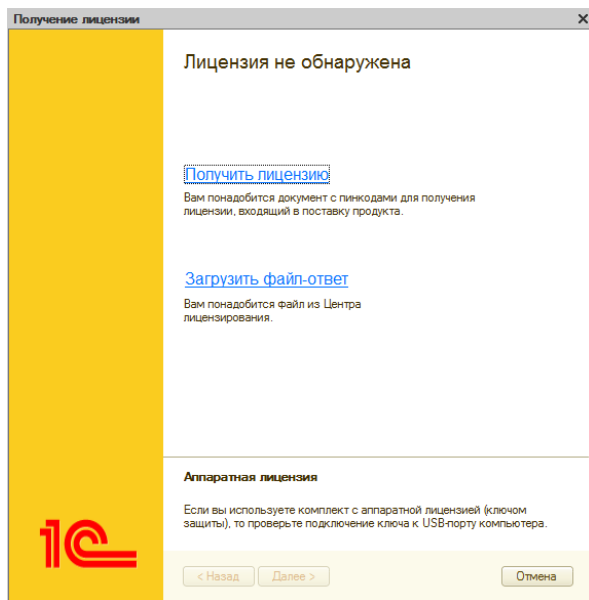 Получение лицензии
Лицензия не обнаружена
Получить лицензию
Вам понадобится документ с пинкодами для получения
лицензии, входящий в поставку продукта.
Загрузить файл-ответ
Вам понадобится файл из Центра
лицензирования.
Аппаратная лицензия
Если вы используете комплект с аппаратной лицензией (ключом
защиты), то проверьте подключение ключа к USB-порту компьютера.
1С
< Назад Далее > Отмена